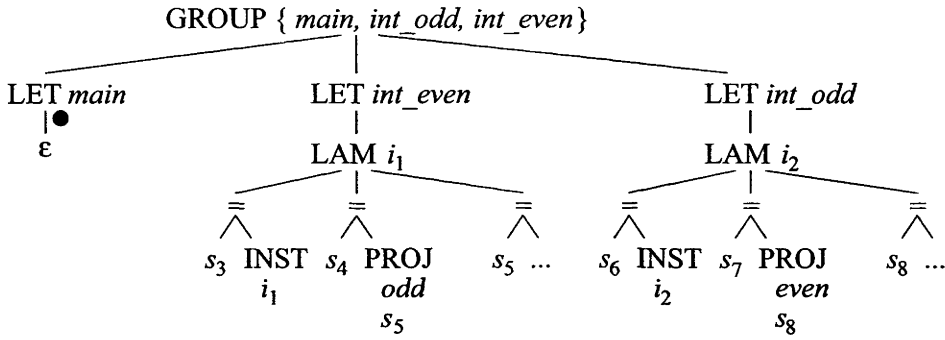 GROUP { main, int_odd, int_even}
LET main LET int_even LET int_odd
ε LAM i₁ LAM i₂
= = = = = =
s₃ INST s₄ PROJ s₅ ... s₆ INST s₇ PROJ s₈ ...
i₁ odd i₂ even
s₅ s₈